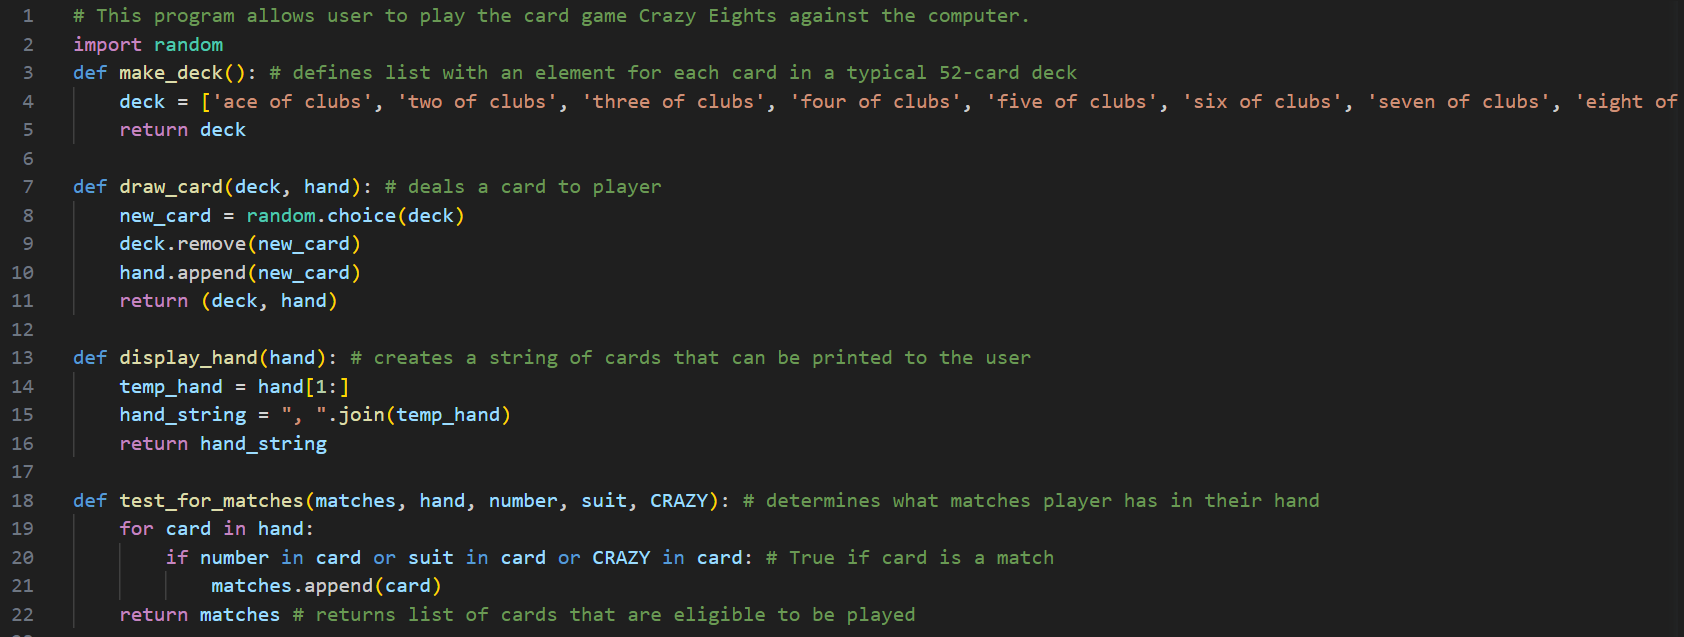 1 # This program allows user to play the card game Crazy Eights against the computer.
2 import random
3 def make_deck(): # defines list with an element for each card in a typical 52-card deck
4     deck = ['ace of clubs', 'two of clubs', 'three of clubs', 'four of clubs', 'five of clubs', 'six of clubs', 'seven of clubs', 'eight of
5     return deck
6
7 def draw_card(deck, hand): # deals a card to player
8     new_card = random.choice(deck)
9     deck.remove(new_card)
10     hand.append(new_card)
11     return (deck, hand)
12
13 def display_hand(hand): # creates a string of cards that can be printed to the user
14     temp_hand = hand[1:]
15     hand_string = ", ".join(temp_hand)
16     return hand_string
17
18 def test_for_matches(matches, hand, number, suit, CRAZY): # determines what matches player has in their hand
19     for card in hand:
20         if number in card or suit in card or CRAZY in card: # True if card is a match
21             matches.append(card)
22     return matches # returns list of cards that are eligible to be played